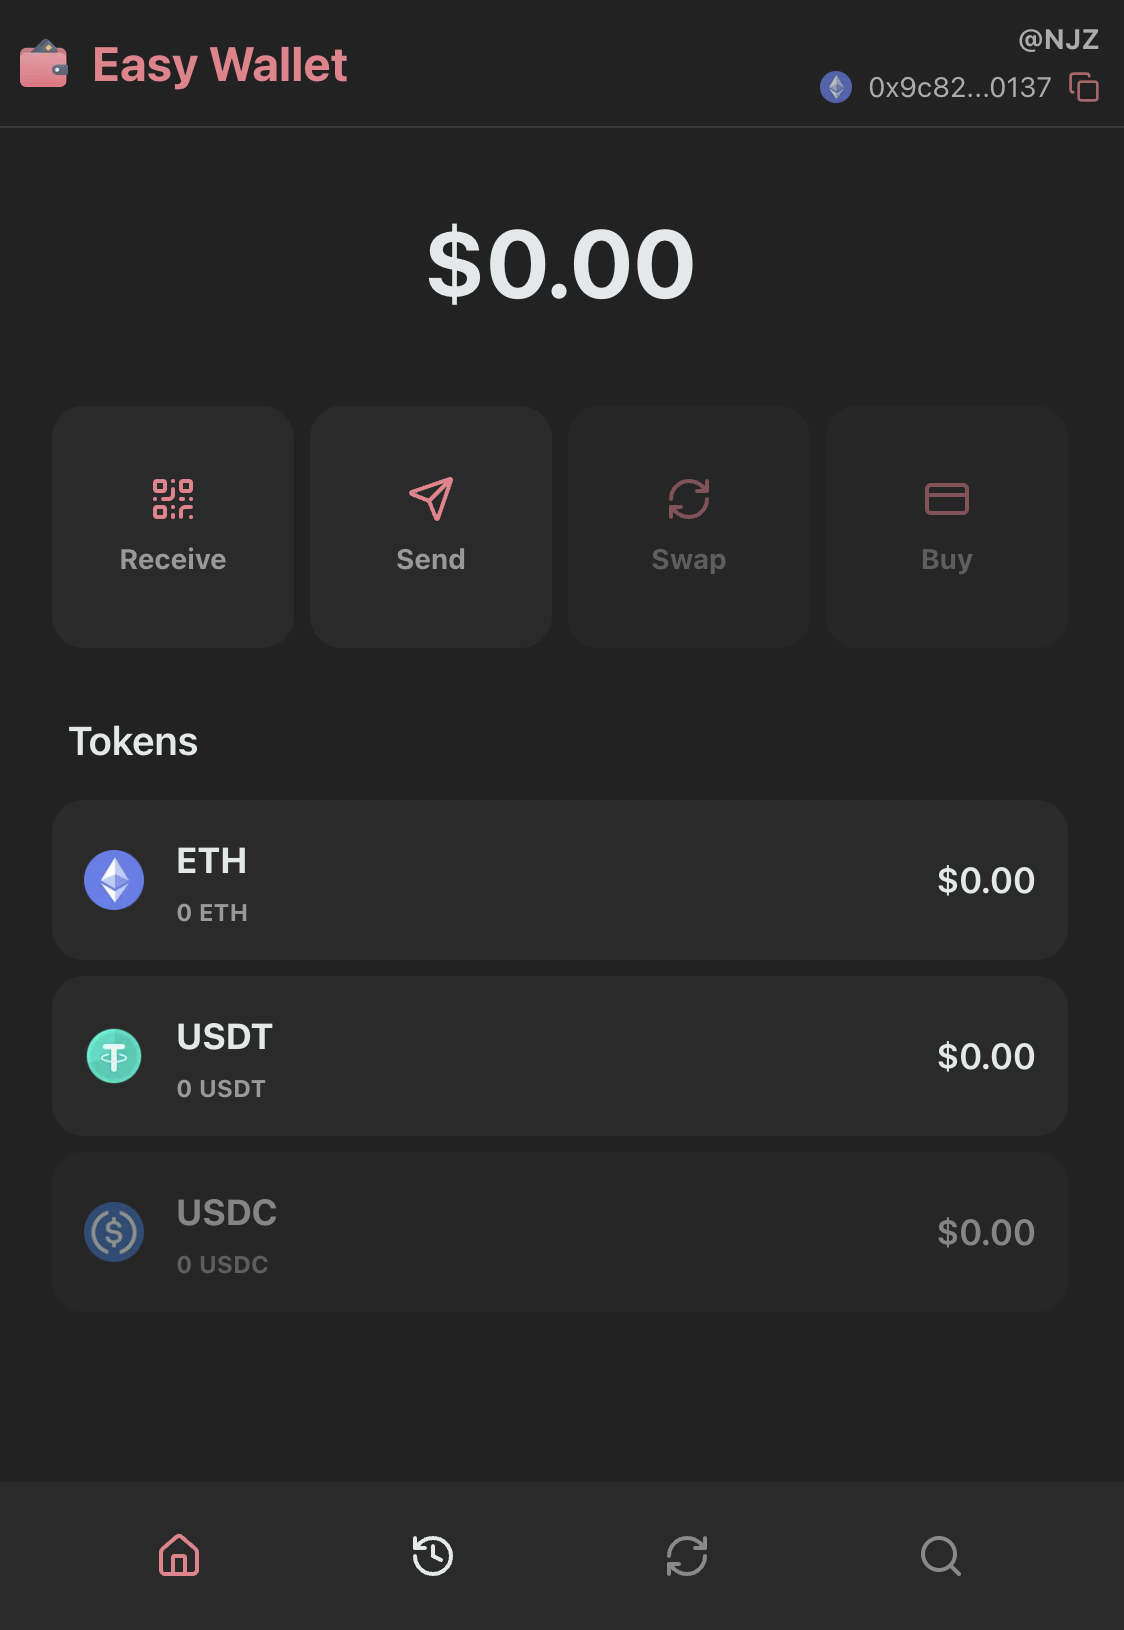 Easy Wallet
@NJZ
0x9c82...0137
$0.00
Receive
Send
Swap
Buy
Tokens
ETH
0 ETH
$0.00
USDT
0 USDT
$0.00
USDC
0 USDC
$0.00